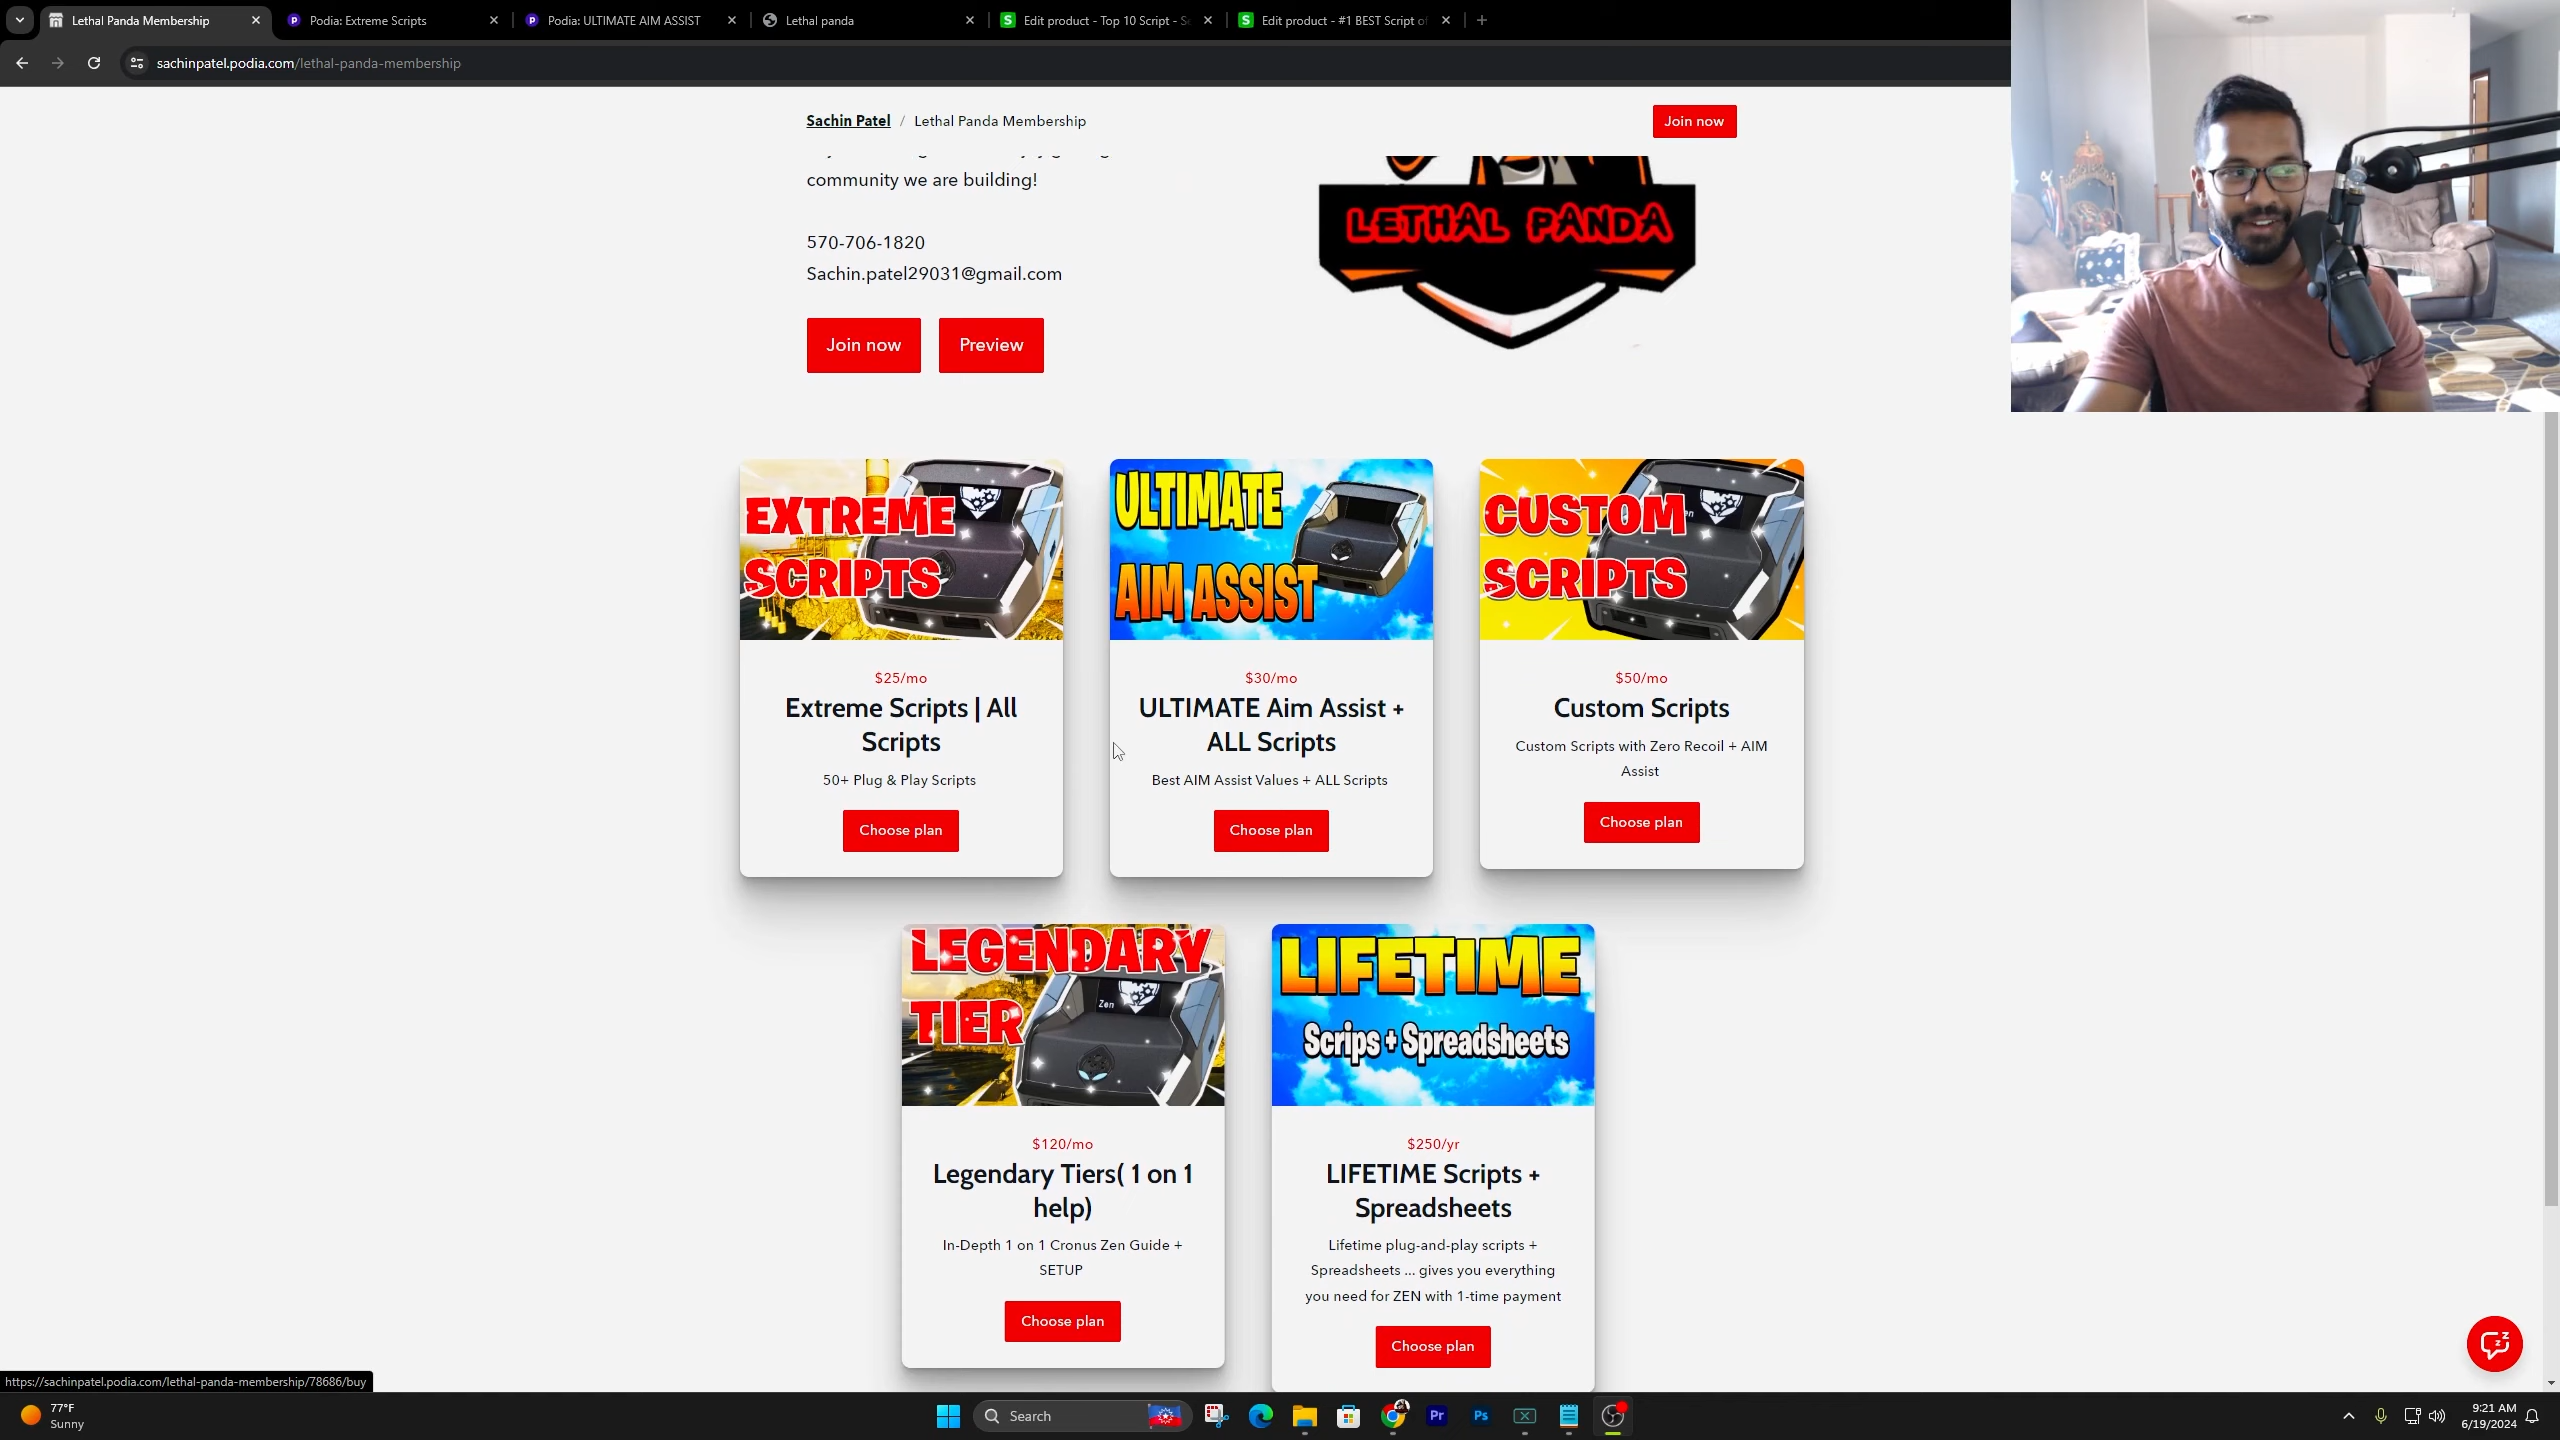 Lethal Panda Membership
Podia: Extreme Scripts
Podia: ULTIMATE AIM ASSIST
Lethal panda
Edit product - Top 10 Script - S
Edit product - #1 BEST Script o
sachinpatel.podia.com/lethal-panda-membership
Sachin Patel / Lethal Panda Membership
Join now
community we are building!
570-706-1820
Sachin.patel29031@gmail.com
Join now
Preview
LETHAL PANDA
EXTREME
SCRIPTS
$25/mo
Extreme Scripts | All
Scripts
50+ Plug & Play Scripts
Choose plan
ULTIMATE
AIM ASSIST
$30/mo
ULTIMATE Aim Assist +
ALL Scripts
Best AIM Assist Values + ALL Scripts
Choose plan
CUSTOM
SCRIPTS
$50/mo
Custom Scripts
Custom Scripts with Zero Recoil + AIM
Assist
Choose plan
LEGENDARY
TIER
Zen
$120/mo
Legendary Tiers( 1 on 1
help)
In-Depth 1 on 1 Cronus Zen Guide +
SETUP
Choose plan
LIFETIME
Scrips + Spreadsheets
$250/yr
LIFETIME Scripts +
Spreadsheets
Lifetime plug-and-play scripts +
Spreadsheets ... gives you everything
you need for ZEN with 1-time payment
Choose plan
https://sachinpatel.podia.com/lethal-panda-membership/78686/buy
77°F
Sunny
Search
Pr
Ps
9:21 AM
6/19/2024